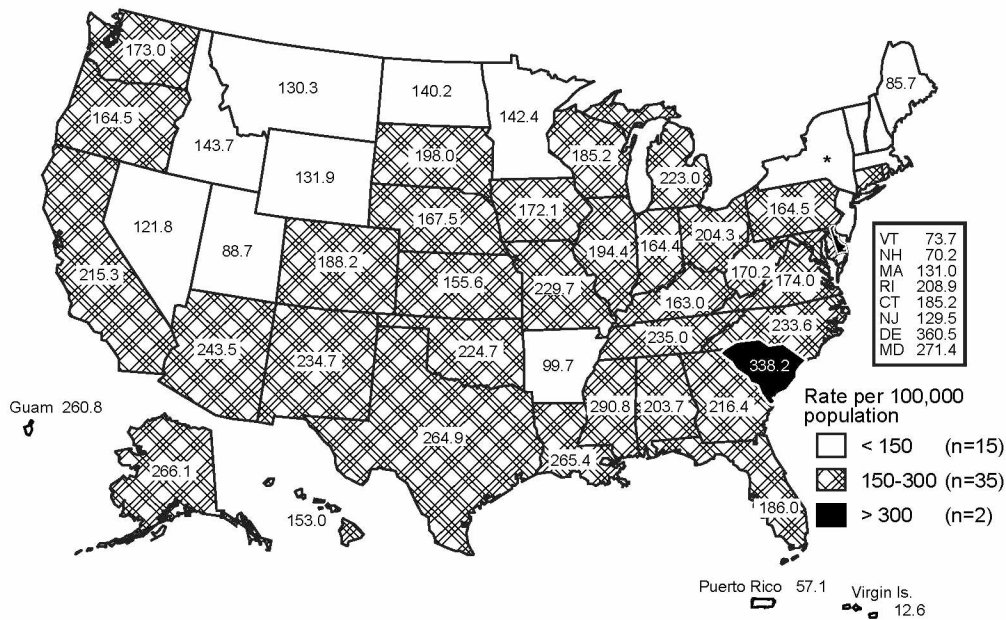 173.0
130.3
140.2
142.4
85.7
164.5
143.7
131.9
198.0
185.2
223.0
*
121.8
88.7
167.5
172.1
164.5
215.3
188.2
155.6
229.7
194.4
164.4
204.3
170.2
174.0
163.0
VT 73.7
NH 70.2
MA 131.0
RI 208.9
CT 185.2
NJ 129.5
DE 360.5
MD 271.4
243.5
234.7
224.7
99.7
235.0
233.6
338.2
290.8
203.7
216.4
264.9
265.4
186.0
Guam 260.8
266.1
153.0
Rate per 100,000
population
< 150 (n=15)
150-300 (n=35)
> 300 (n=2)
Puerto Rico 57.1
Virgin Is.
12.6